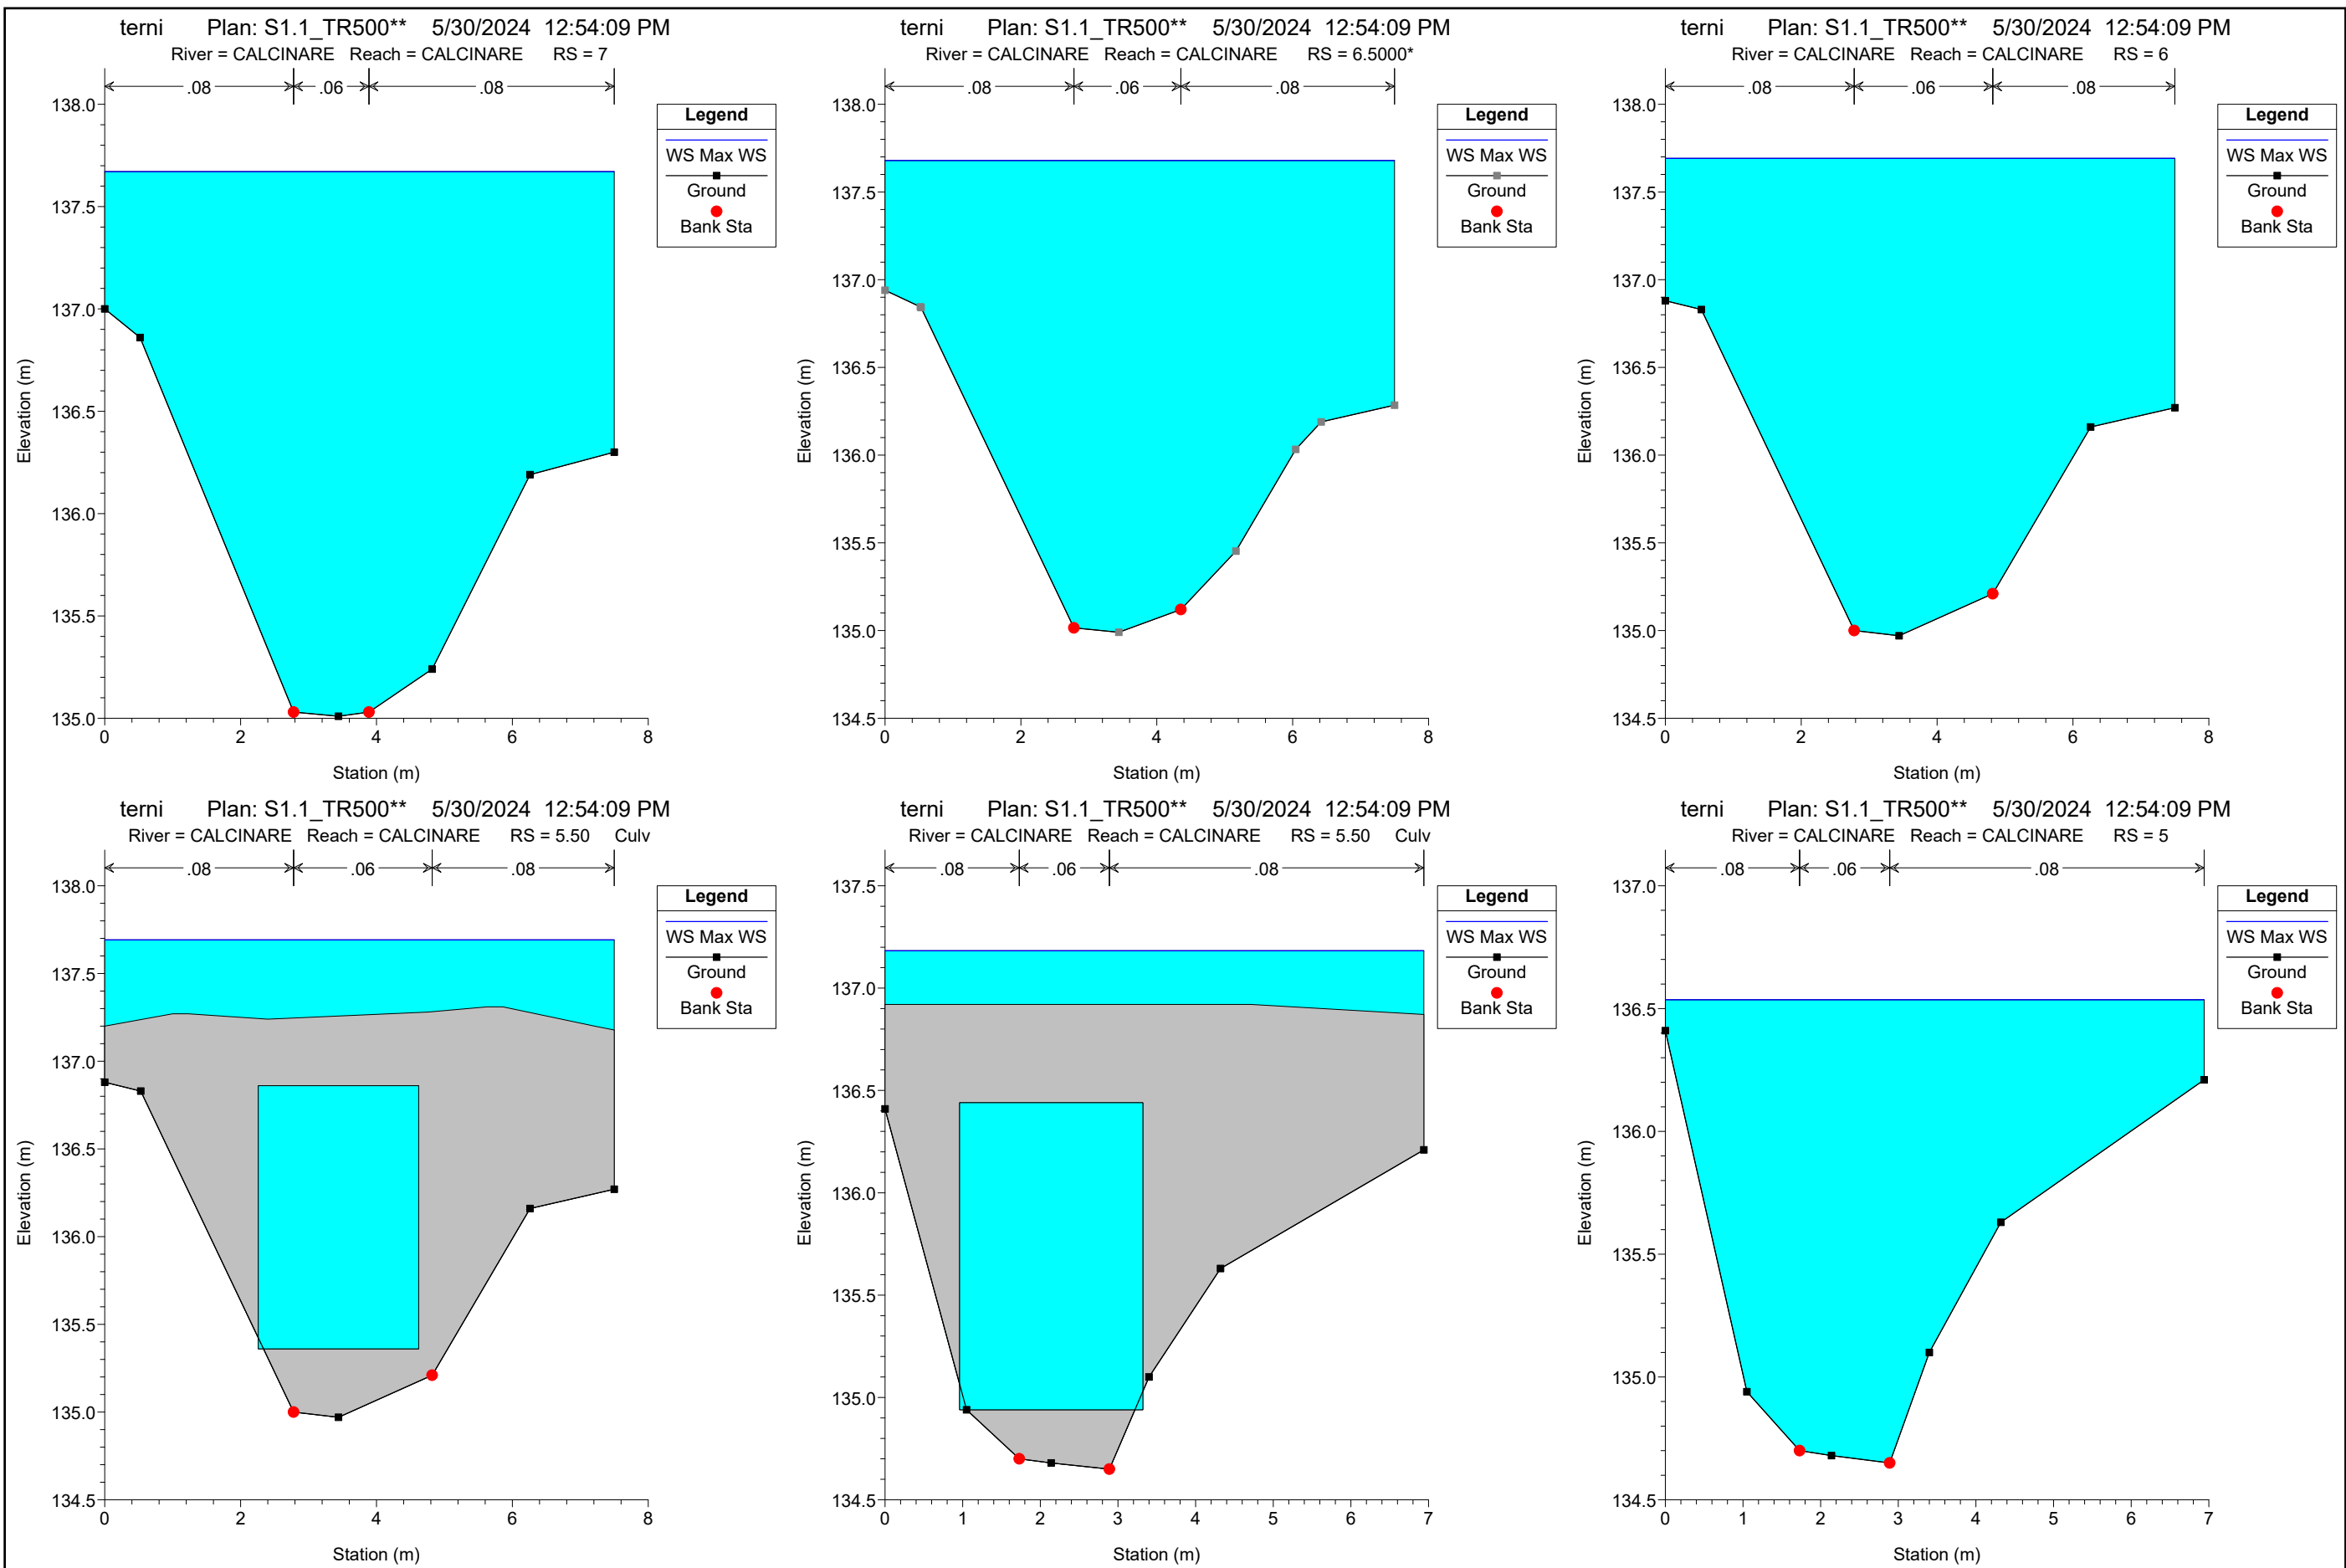 terni Plan: S1.1_TR500** 5/30/2024 12:54:09 PM
River = CALCINARE Reach = CALCINARE RS = 7
.08 .06 .08
138.0
137.5
137.0
136.5
136.0
135.5
135.0
0 2 4 6 8
Station (m)
Elevation (m)
Legend
WS Max WS
Ground
Bank Sta
terni Plan: S1.1_TR500** 5/30/2024 12:54:09 PM
River = CALCINARE Reach = CALCINARE RS = 6.5000*
.08 .06 .08
138.0
137.5
137.0
136.5
136.0
135.5
135.0
134.5
0 2 4 6 8
Station (m)
Elevation (m)
Legend
WS Max WS
Ground
Bank Sta
terni Plan: S1.1_TR500** 5/30/2024 12:54:09 PM
River = CALCINARE Reach = CALCINARE RS = 6
.08 .06 .08
138.0
137.5
137.0
136.5
136.0
135.5
135.0
134.5
0 2 4 6 8
Station (m)
Elevation (m)
Legend
WS Max WS
Ground
Bank Sta
terni Plan: S1.1_TR500** 5/30/2024 12:54:09 PM
River = CALCINARE Reach = CALCINARE RS = 5.50 Culv
.08 .06 .08
138.0
137.5
137.0
136.5
136.0
135.5
135.0
134.5
0 2 4 6 8
Station (m)
Elevation (m)
Legend
WS Max WS
Ground
Bank Sta
terni Plan: S1.1_TR500** 5/30/2024 12:54:09 PM
River = CALCINARE Reach = CALCINARE RS = 5.50 Culv
.08 .06 .08
137.5
137.0
136.5
136.0
135.5
135.0
134.5
0 1 2 3 4 5 6 7
Station (m)
Elevation (m)
Legend
WS Max WS
Ground
Bank Sta
terni Plan: S1.1_TR500** 5/30/2024 12:54:09 PM
River = CALCINARE Reach = CALCINARE RS = 5
.08 .06 .08
137.0
136.5
136.0
135.5
135.0
134.5
0 1 2 3 4 5 6 7
Station (m)
Elevation (m)
Legend
WS Max WS
Ground
Bank Sta